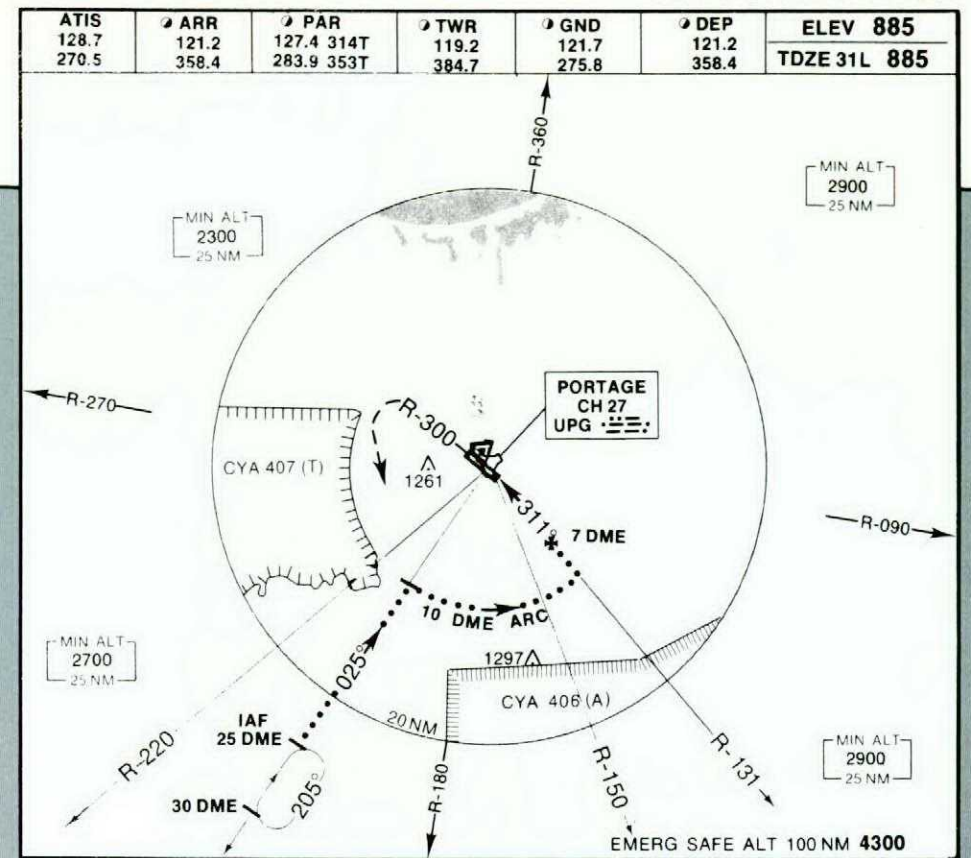 ATIS
128.7
270.5
ARR
121.2
358.4
PAR
127.4 314T
283.9 353T
TWR
119.2
384.7
GND
121.7
275.8
DEP
121.2
358.4
ELEV 885
TDZE 31L 885
R-360
MIN ALT
2300
25 NM
MIN ALT
2900
25 NM
R-270
R-300
PORTAGE
CH 27
UPG
CYA 407 (T)
1261
311°
7 DME
R-090
10 DME ARC
MIN ALT
2700
25 NM
025°
1297
CYA 406 (A)
IAF
25 DME
20 NM
R-220
30 DME
205°
R-180
R-150
R-131
MIN ALT
2900
25 NM
EMERG SAFE ALT 100 NM 4300